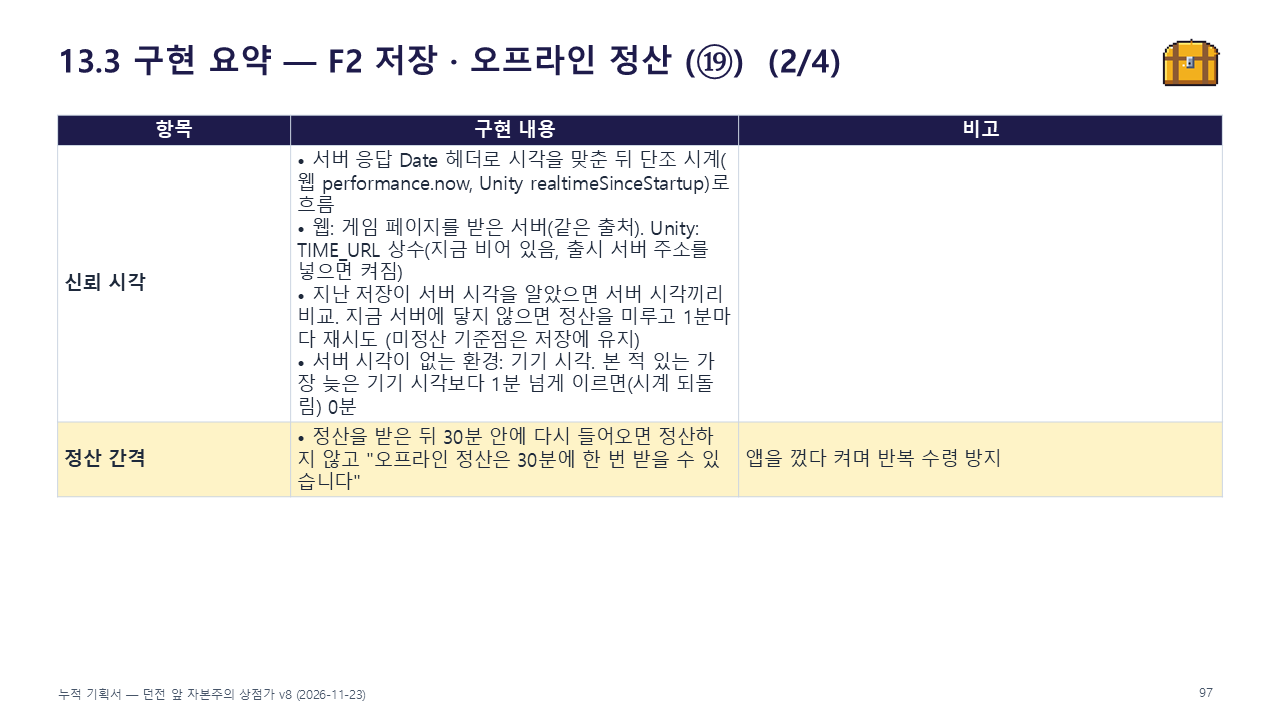 13.3 구현 요약 — F2 저장 · 오프라인 정산 (⑲) (2/4)
항목
구현 내용
비고
신뢰 시각
• 서버 응답 Date 헤더로 시각을 맞춘 뒤 단조 시계(
웹 performance.now, Unity realtimeSinceStartup)로
흐름
• 웹: 게임 페이지를 받은 서버(같은 출처). Unity:
TIME_URL 상수(지금 비어 있음, 출시 서버 주소를
넣으면 켜짐)
• 지난 저장이 서버 시각을 알았으면 서버 시각끼리
비교. 지금 서버에 닿지 않으면 정산을 미루고 1분마
다 재시도 (미정산 기준점은 저장에 유지)
• 서버 시각이 없는 환경: 기기 시각. 본 적 있는 가
장 늦은 기기 시각보다 1분 넘게 이르면(시계 되돌
림) 0분
정산 간격
• 정산을 받은 뒤 30분 안에 다시 들어오면 정산하
지 않고 "오프라인 정산은 30분에 한 번 받을 수 있
습니다"
앱을 껐다 켜며 반복 수령 방지
누적 기획서 — 던전 앞 자본주의 상점가 v8 (2026-11-23)
97